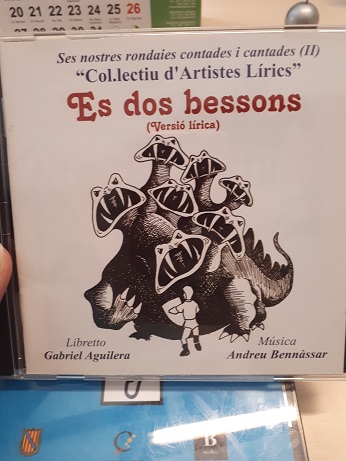 20 21 22 23 24 25 26
Ses nostres rondaies contades i cantades (II)
“Col.lectiu d'Artistes Lírics”
Es dos bessons
(Versió lírica)
Libretto
Gabriel Aguilera
Música
Andreu Bennàssar